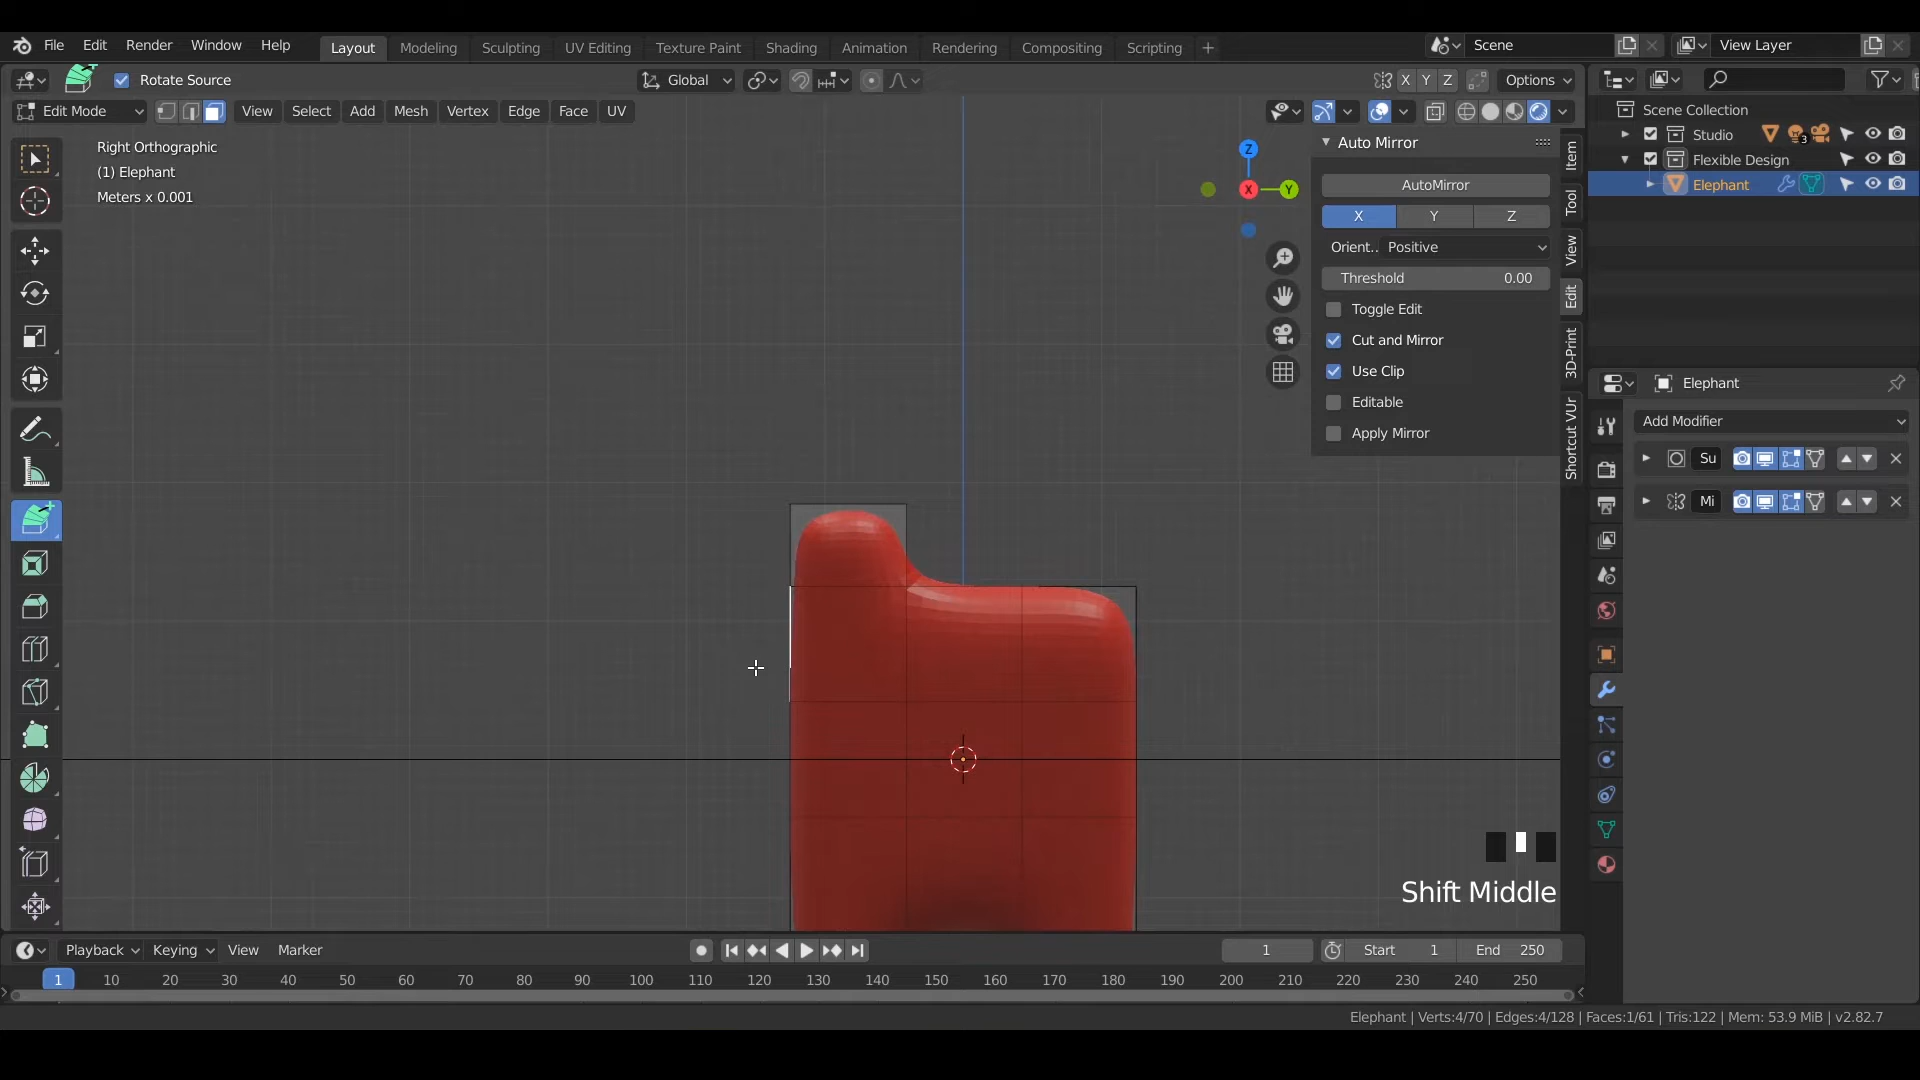 File Edit Render Window Help Layout Modeling Sculpting UV Editing Texture Paint Shading Animation Rendering Compositing Scripting + Scene View Layer
Rotate Source Global X Y Z Options
Edit Mode View Select Add Mesh Vertex Edge Face UV
Right Orthographic
(1) Elephant
Meters x 0.001
Z
X
Y
Auto Mirror
AutoMirror
X Y Z
Orient.. Positive
Threshold 0.00
Toggle Edit
Cut and Mirror
Use Clip
Editable
Apply Mirror
Item
Tool
View
Edit
3D-Print
Shortcut VUr
Scene Collection
Studio 3
Flexible Design
Elephant
Elephant
Add Modifier
Su
Mi
Shift Middle
Playback Keying View Marker 1 Start 1 End 250
1 10 20 30 40 50 60 70 80 90 100 110 120 130 140 150 160 170 180 190 200 210 220 230 240 250
Elephant | Verts:4/70 | Edges:4/128 | Faces:1/61 | Tris:122 | Mem: 53.9 MiB | v2.82.7